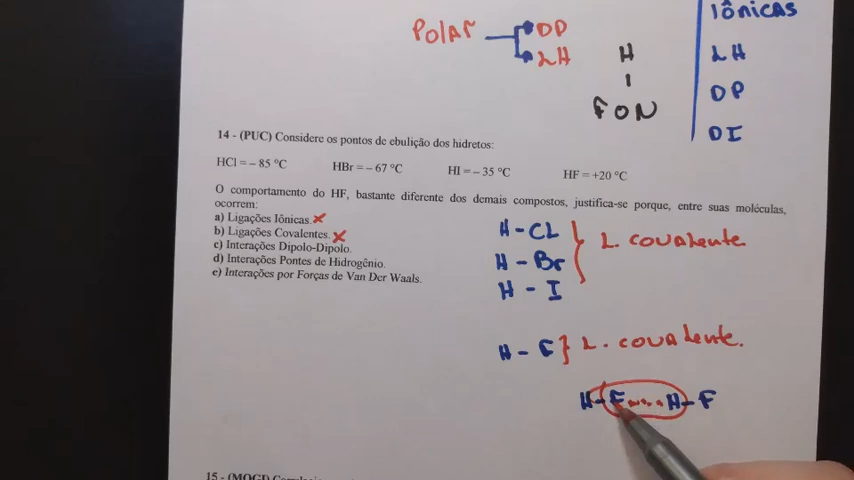 POLAR
DP
LH
H
FON
IÔNICAS
LH
DP
DI
14 - (PUC) Considere os pontos de ebulição dos hidretos:
HCl = – 85 °C HBr = – 67 °C HI = – 35 °C HF = +20 °C
O comportamento do HF, bastante diferente dos demais compostos, justifica-se porque, entre suas moléculas,
ocorrem:
a) Ligações Iônicas. ×
b) Ligações Covalentes. ×
c) Interações Dipolo-Dipolo.
d) Interações Pontes de Hidrogênio.
e) Interações por Forças de Van Der Waals.
H - CL
H - Br
H - I
L. covalente
H - F } L. covalente.
H - F ..... H - F
15 - (MOGI)